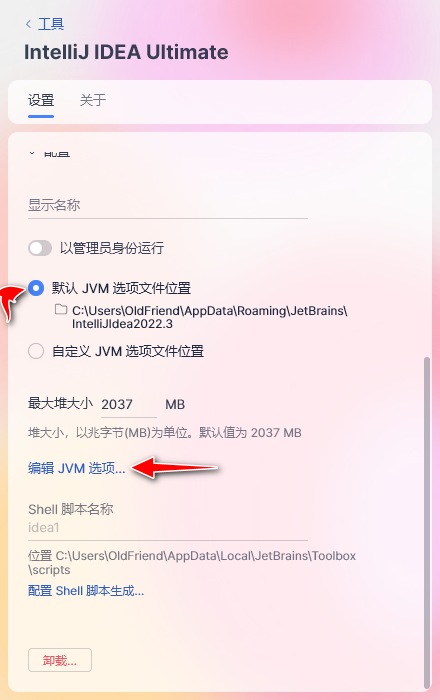 工具
IntelliJ IDEA Ultimate
设置 关于
配置
显示名称
以管理员身份运行
默认 JVM 选项文件位置
C:\Users\OldFriend\AppData\Roaming\JetBrains\
IntelliJIdea2022.3
自定义 JVM 选项文件位置
最大堆大小 2037 MB
堆大小，以兆字节(MB)为单位。默认值为 2037 MB
编辑 JVM 选项...
Shell 脚本名称
idea1
位置 C:\Users\OldFriend\AppData\Local\JetBrains\Toolbox
\scripts
配置 Shell 脚本生成...
卸载...